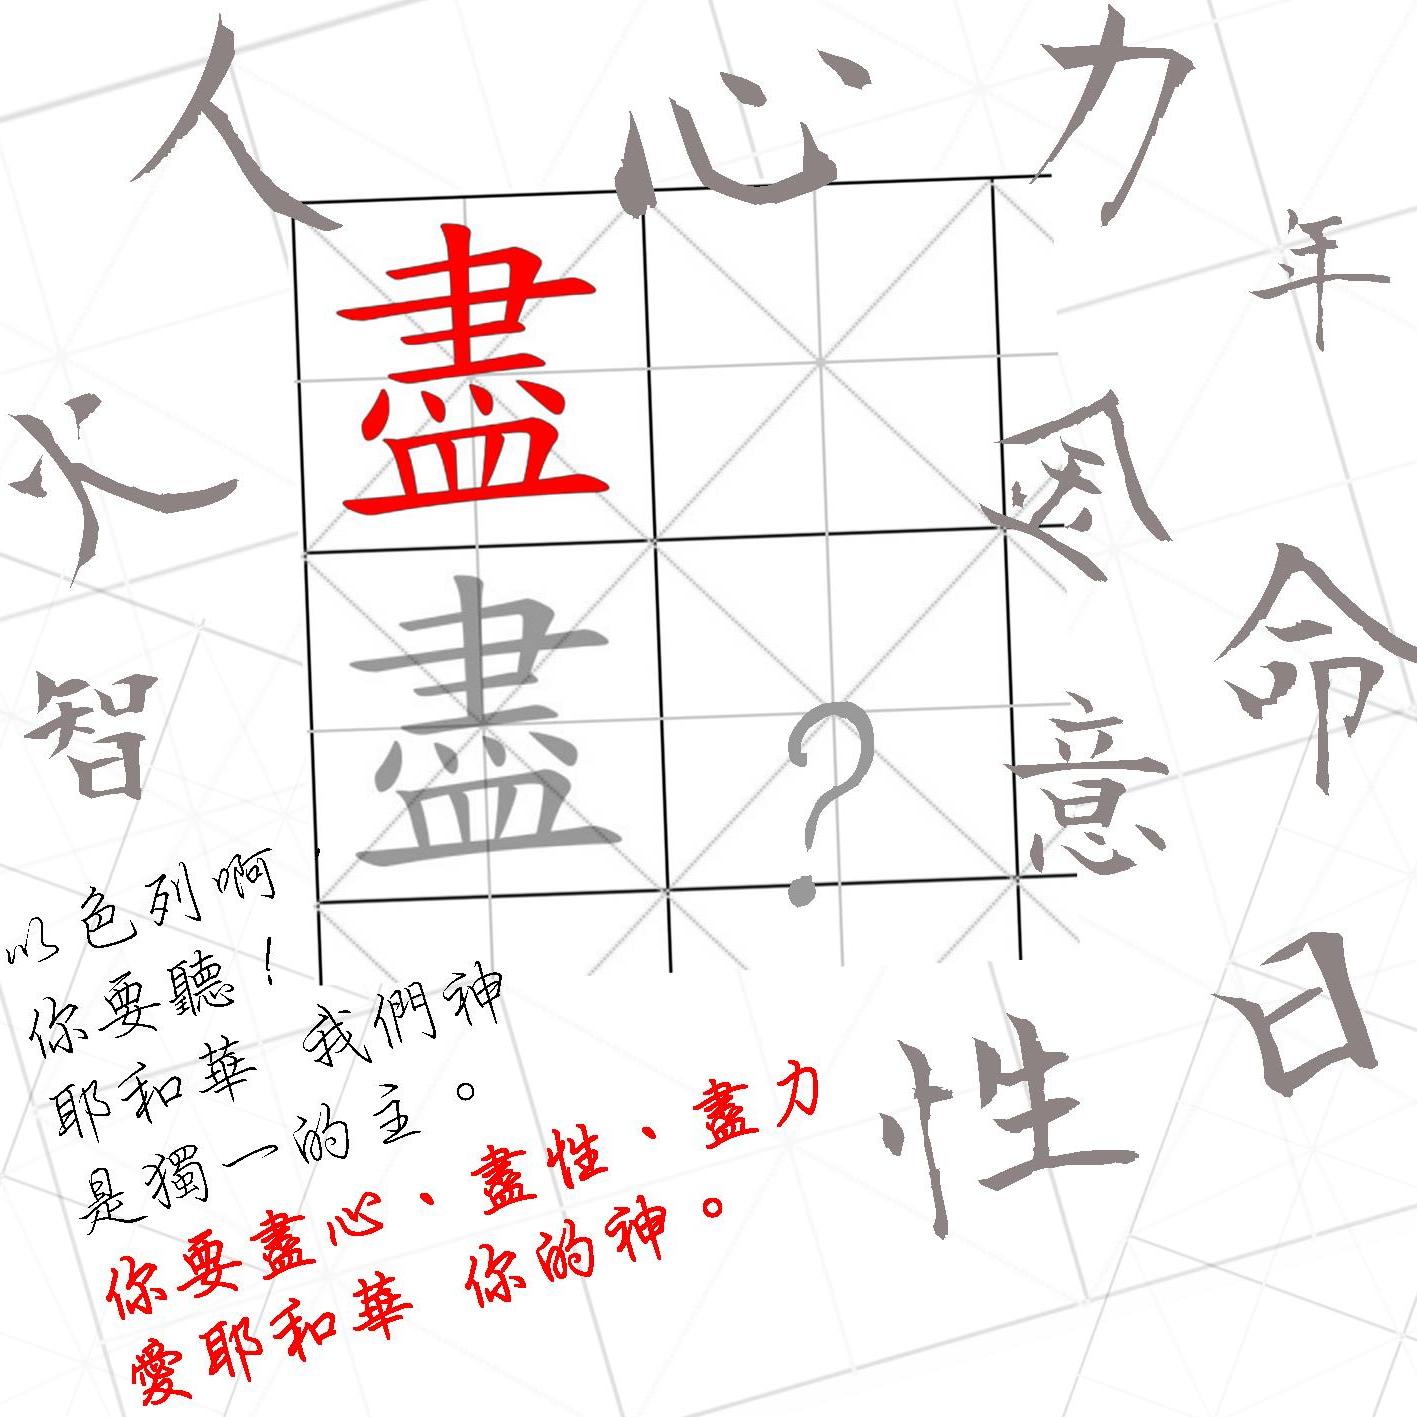 人 心 力
年
盡
火
恩
命
智
盡 ?
意
日
性
以色列啊
你要聽!
耶和華 我們神
是獨一的主。
你要盡心、盡性、盡力
愛耶和華 你的神。